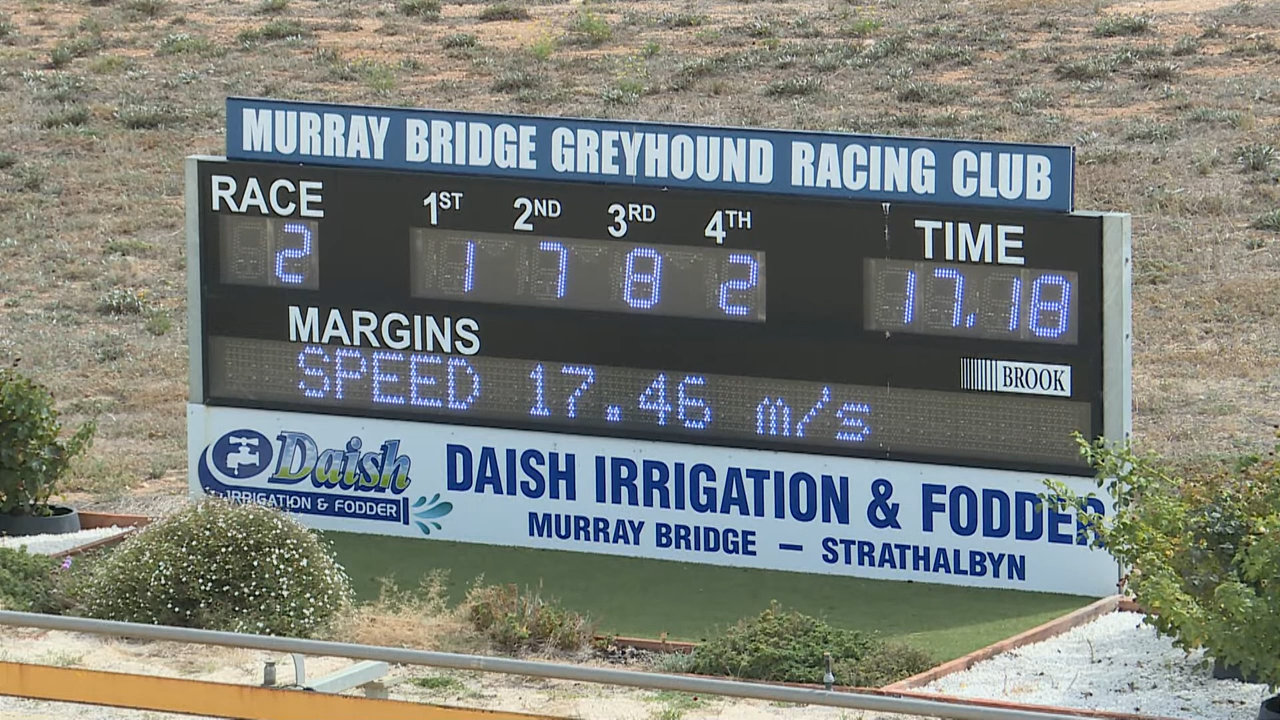 MURRAY BRIDGE GREYHOUND RACING CLUB
RACE 1ST 2ND 3RD 4TH TIME
2 1 7 8 2 17.18
MARGINS
BROOK
SPEED 17.46 m/s
Daish
IRRIGATION & FODDER
DAISH IRRIGATION & FODDER
MURRAY BRIDGE – STRATHALBYN